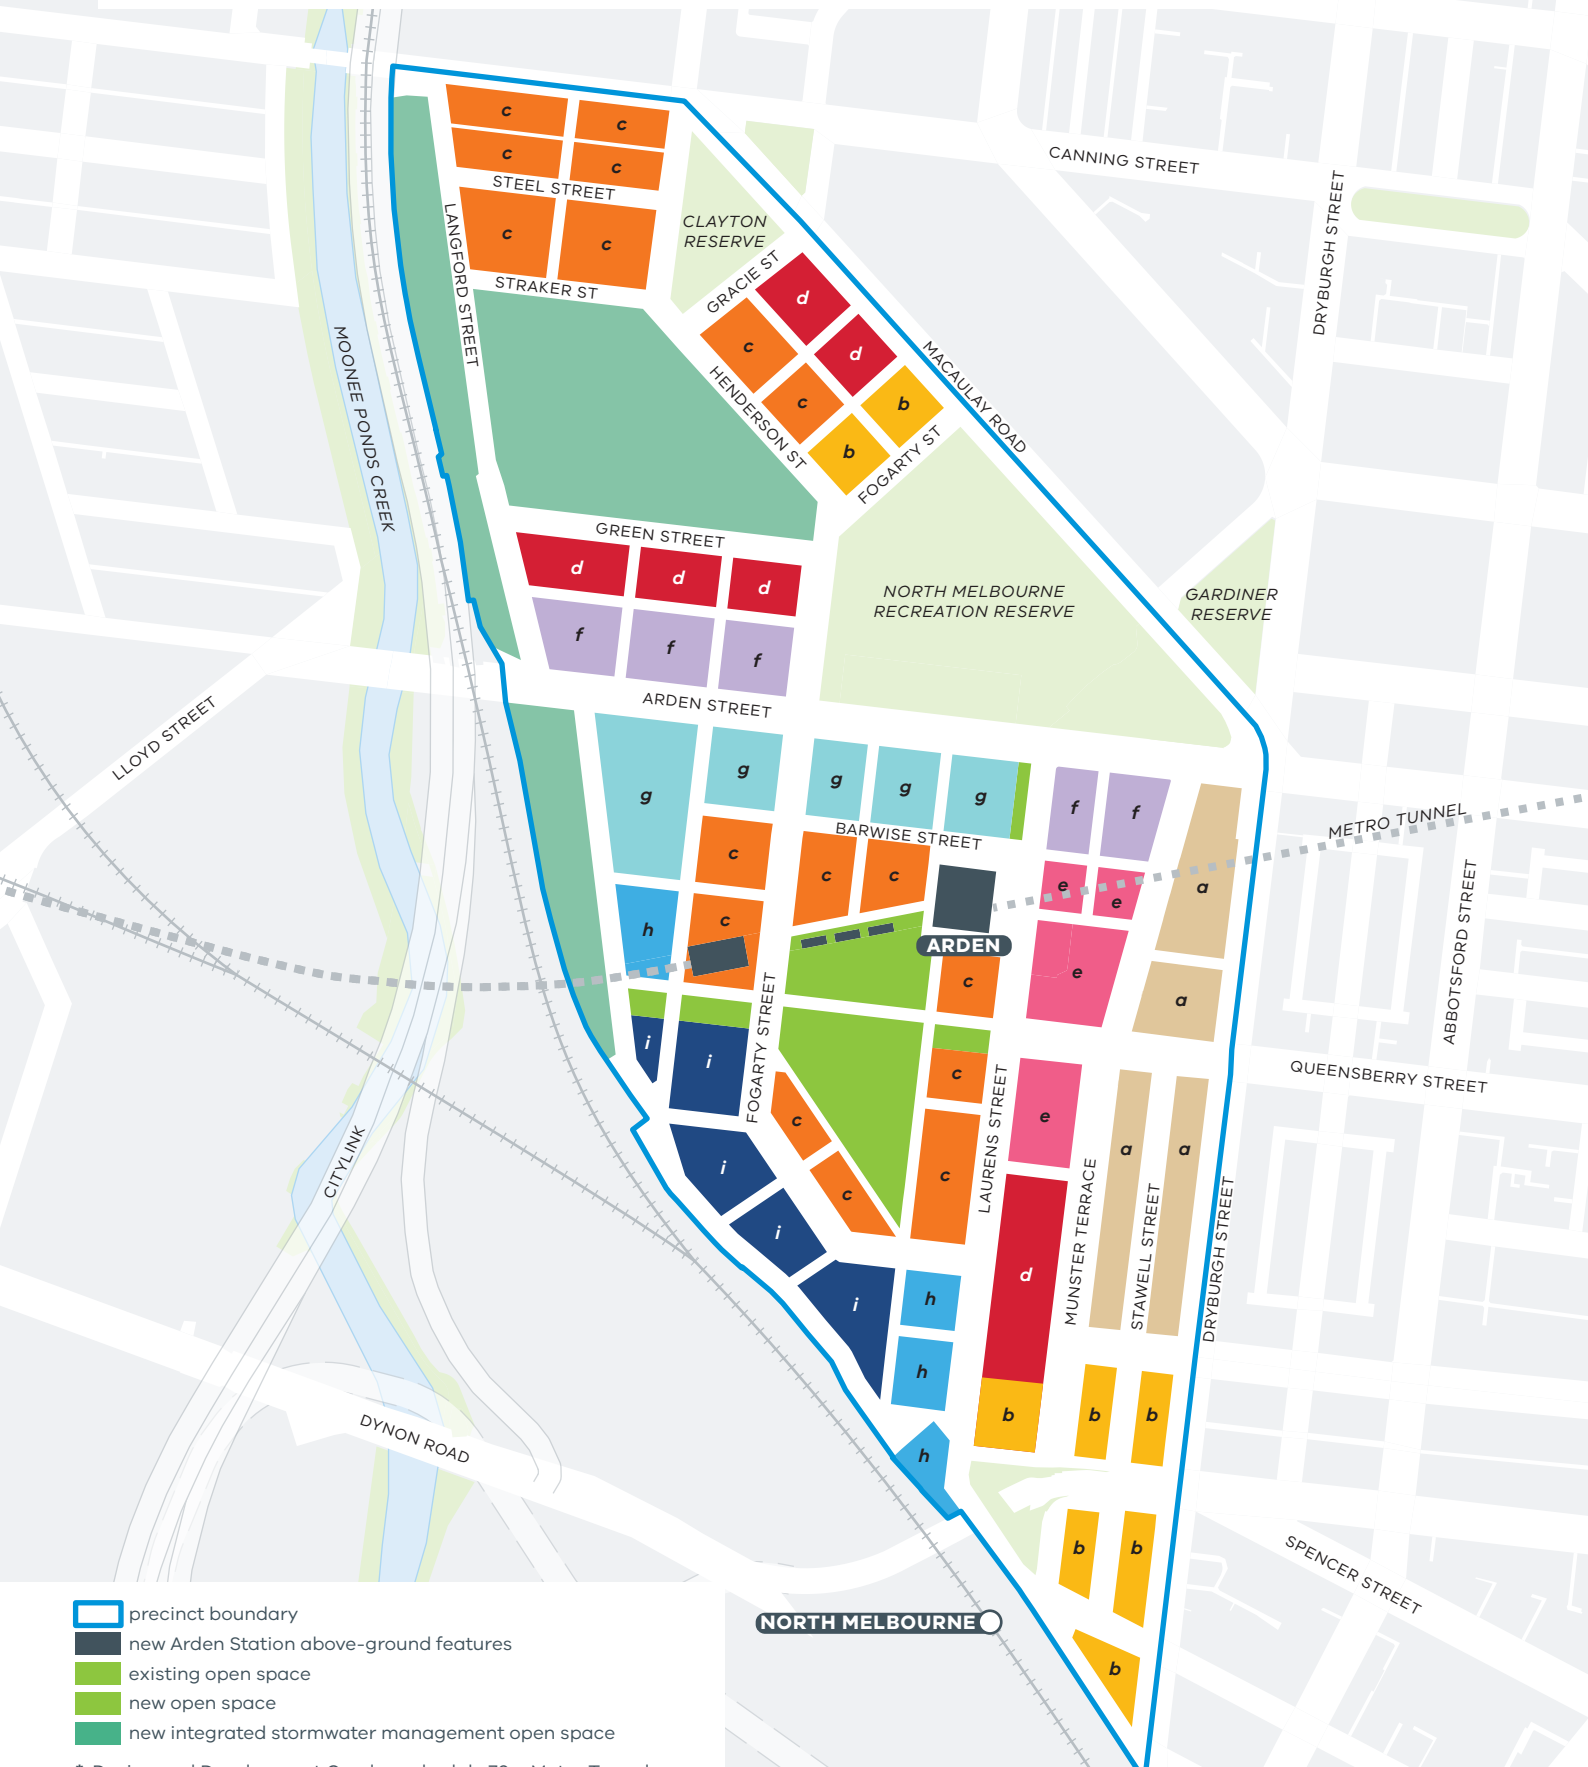 c
c
c
c
STEEL STREET
CANNING STREET
LANGFORD STREET
c
c
CLAYTON
RESERVE
DRYBURGH STREET
STRAKER ST
GRACIE ST
d
c
d
MACAULAY ROAD
MOONEE PONDS CREEK
HENDERSON ST
c
b
b
FOGARTY ST
GREEN STREET
d
d
d
NORTH MELBOURNE
RECREATION RESERVE
GARDINER
RESERVE
f
f
f
ARDEN STREET
LLOYD STREET
g
g
g
g
g
f
f
METRO TUNNEL
BARWISE STREET
c
c
c
e
e
a
h
c
ARDEN
c
e
a
ABBOTSFORD STREET
i
i
FOGARTY STREET
c
c
LAURENS STREET
QUEENSBERRY STREET
e
a
a
CITYLINK
i
c
c
i
MUNSTER TERRACE
STAWELL STREET
DRYBURGH STREET
d
i
h
h
b
b
b
DYNON ROAD
h
b
b
SPENCER STREET
NORTH MELBOURNE
b
precinct boundary
new Arden Station above-ground features
existing open space
new open space
new integrated stormwater management open space